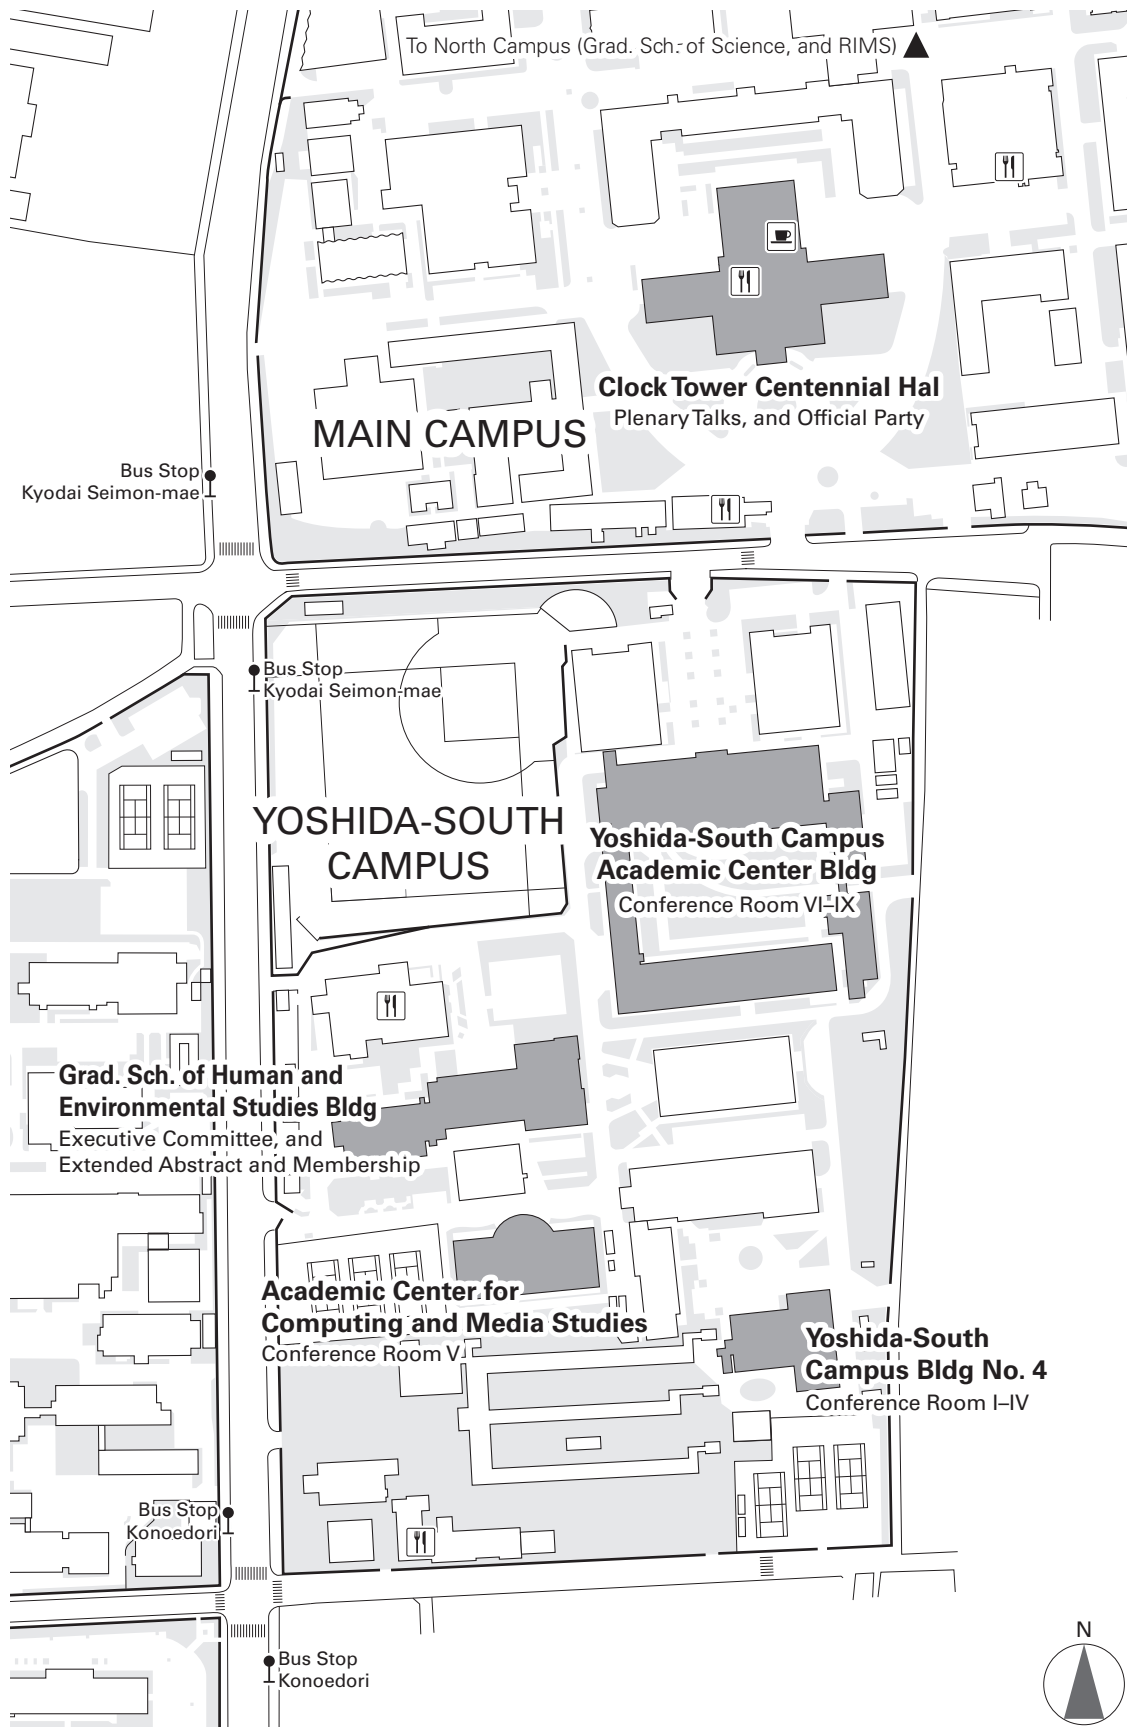 To North Campus (Grad. Sch. of Science, and RIMS)
Clock Tower Centennial Hal
Plenary Talks, and Official Party
MAIN CAMPUS
Bus Stop
Kyodai Seimon-mae
Bus Stop
Kyodai Seimon-mae
YOSHIDA-SOUTH
CAMPUS
Yoshida-South Campus
Academic Center Bldg
Conference Room VI–IX
Grad. Sch. of Human and
Environmental Studies Bldg
Executive Committee, and
Extended Abstract and Membership
Academic Center for
Computing and Media Studies
Conference Room V
Yoshida-South
Campus Bldg No. 4
Conference Room I–IV
Bus Stop
Konoedori
Bus Stop
Konoedori
N